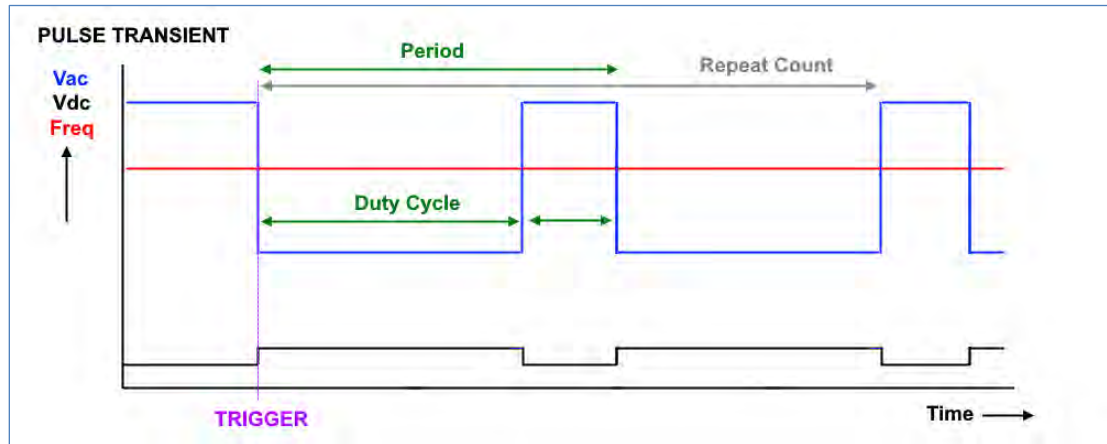 PULSE TRANSIENT
Period
Vac
Repeat Count
Vdc
Freq
Duty Cycle
TRIGGER
Time